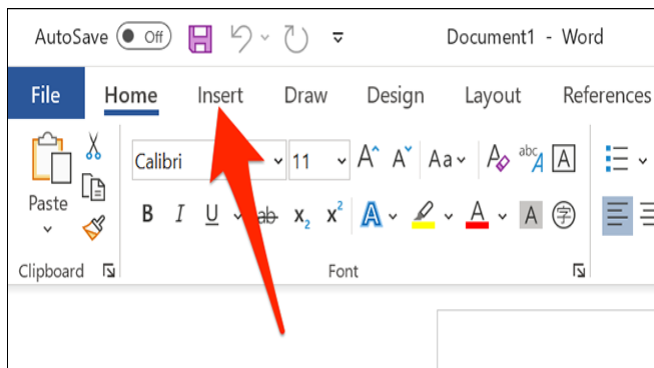 AutoSave Off Document1 - Word
File Home Insert Draw Design Layout References
Paste
Calibri 11 A A Aa A abc A A
B I U ab x2 x2 A A A 字
Clipboard Font